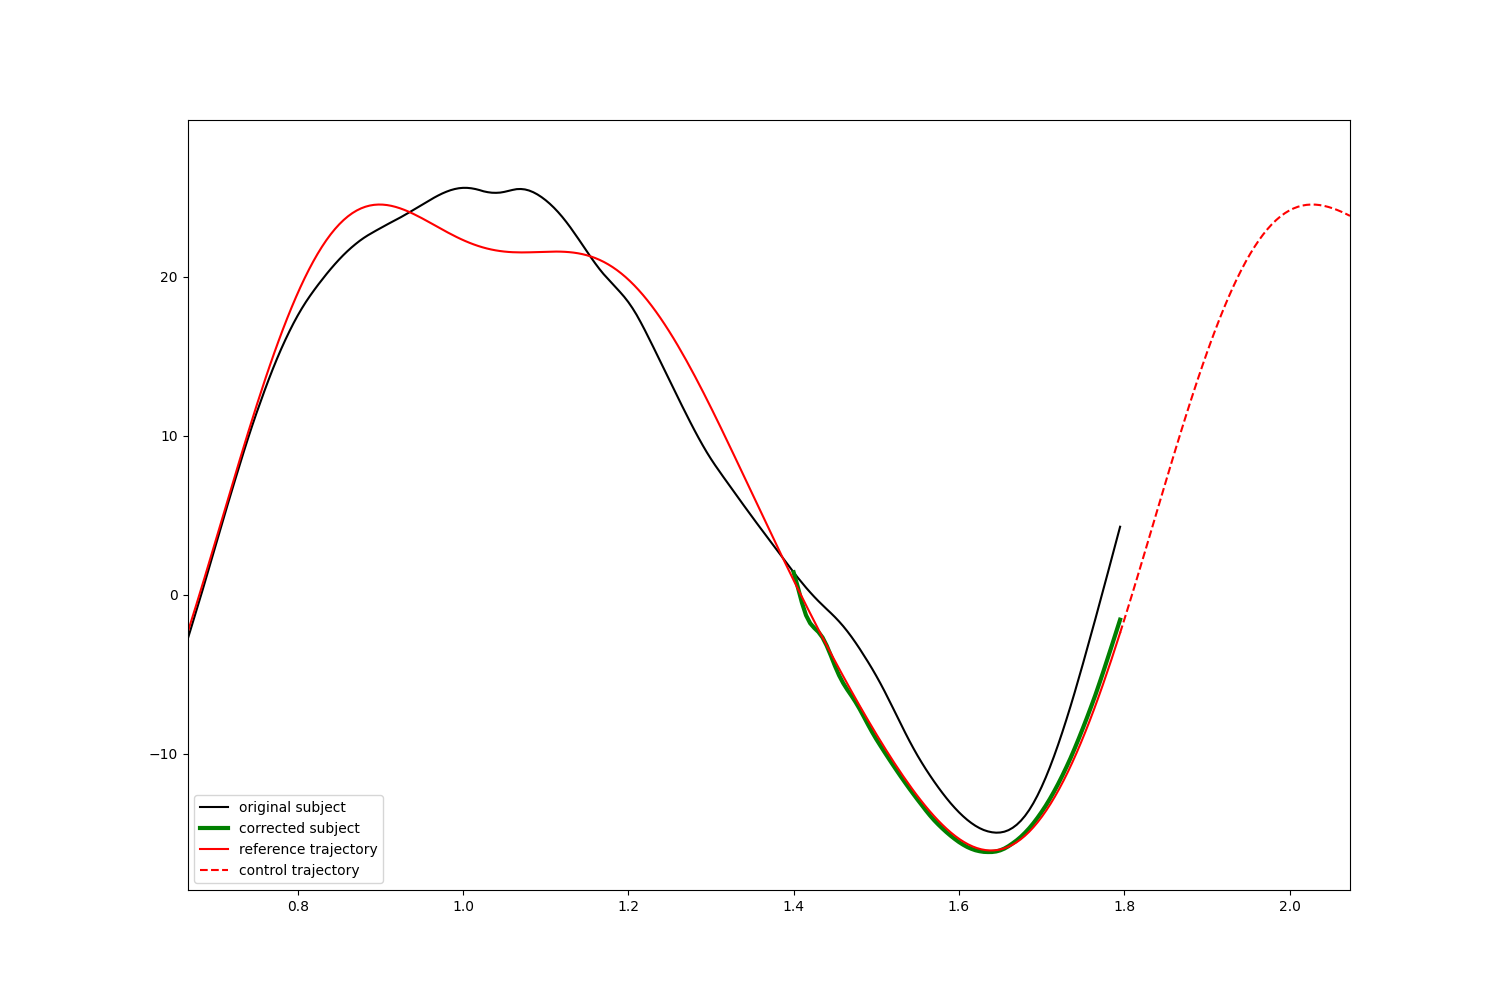 20
10
0
−10
original subject
corrected subject
reference trajectory
control trajectory
0.8 1.0 1.2 1.4 1.6 1.8 2.0